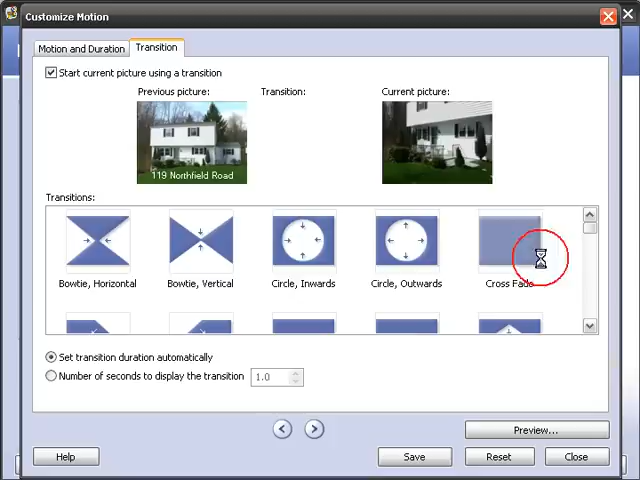 Customize Motion
Motion and Duration
Transition
Start current picture using a transition
Previous picture:
Transition:
Current picture:
119 Northfield Road
Transitions:
Bowtie, Horizontal
Bowtie, Vertical
Circle, Inwards
Circle, Outwards
Cross Fade
Set transition duration automatically
Number of seconds to display the transition
1.0
Preview...
Help
Save
Reset
Close